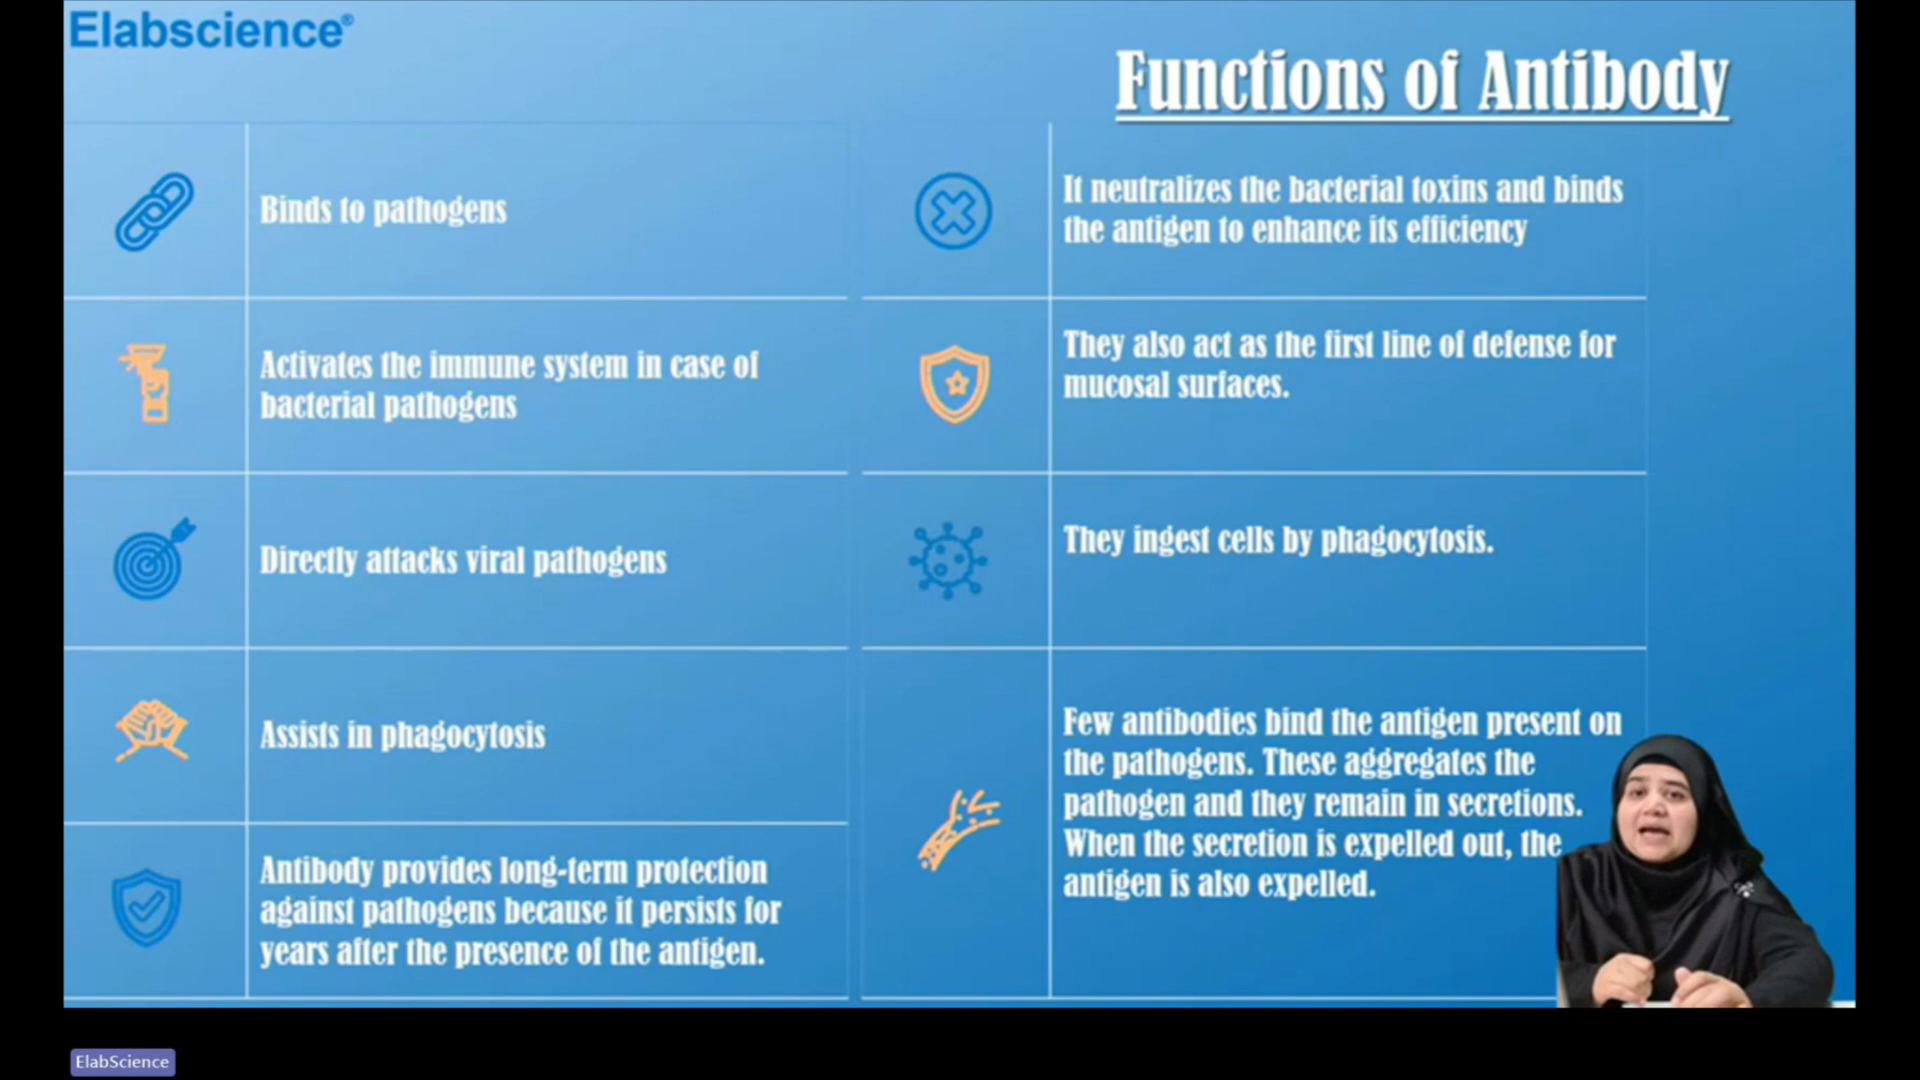 Elabscience®
Functions of Antibody
Binds to pathogens
Activates the immune system in case of
bacterial pathogens
Directly attacks viral pathogens
Assists in phagocytosis
Antibody provides long-term protection
against pathogens because it persists for
years after the presence of the antigen.
It neutralizes the bacterial toxins and binds
the antigen to enhance its efficiency
They also act as the first line of defense for
mucosal surfaces.
They ingest cells by phagocytosis.
Few antibodies bind the antigen present on
the pathogens. These aggregates the
pathogen and they remain in secretions.
When the secretion is expelled out, the
antigen is also expelled.
ElabScience